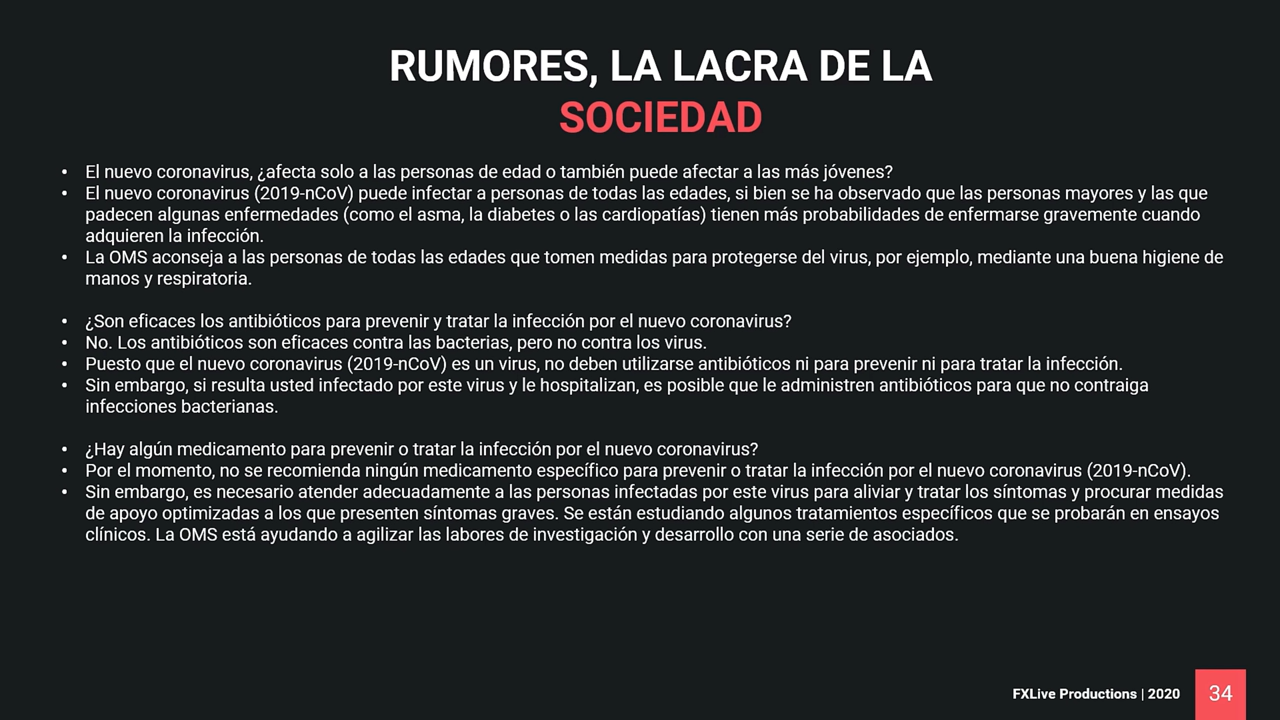 RUMORES, LA LACRA DE LA
SOCIEDAD
• El nuevo coronavirus, ¿afecta solo a las personas de edad o también puede afectar a las más jóvenes?
• El nuevo coronavirus (2019-nCoV) puede infectar a personas de todas las edades, si bien se ha observado que las personas mayores y las que
padecen algunas enfermedades (como el asma, la diabetes o las cardiopatías) tienen más probabilidades de enfermarse gravemente cuando
adquieren la infección.
• La OMS aconseja a las personas de todas las edades que tomen medidas para protegerse del virus, por ejemplo, mediante una buena higiene de
manos y respiratoria.
• ¿Son eficaces los antibióticos para prevenir y tratar la infección por el nuevo coronavirus?
• No. Los antibióticos son eficaces contra las bacterias, pero no contra los virus.
• Puesto que el nuevo coronavirus (2019-nCoV) es un virus, no deben utilizarse antibióticos ni para prevenir ni para tratar la infección.
• Sin embargo, si resulta usted infectado por este virus y le hospitalizan, es posible que le administren antibióticos para que no contraiga
infecciones bacterianas.
• ¿Hay algún medicamento para prevenir o tratar la infección por el nuevo coronavirus?
• Por el momento, no se recomienda ningún medicamento específico para prevenir o tratar la infección por el nuevo coronavirus (2019-nCoV).
• Sin embargo, es necesario atender adecuadamente a las personas infectadas por este virus para aliviar y tratar los síntomas y procurar medidas
de apoyo optimizadas a los que presenten síntomas graves. Se están estudiando algunos tratamientos específicos que se probarán en ensayos
clínicos. La OMS está ayudando a agilizar las labores de investigación y desarrollo con una serie de asociados.
FXLive Productions | 2020
34